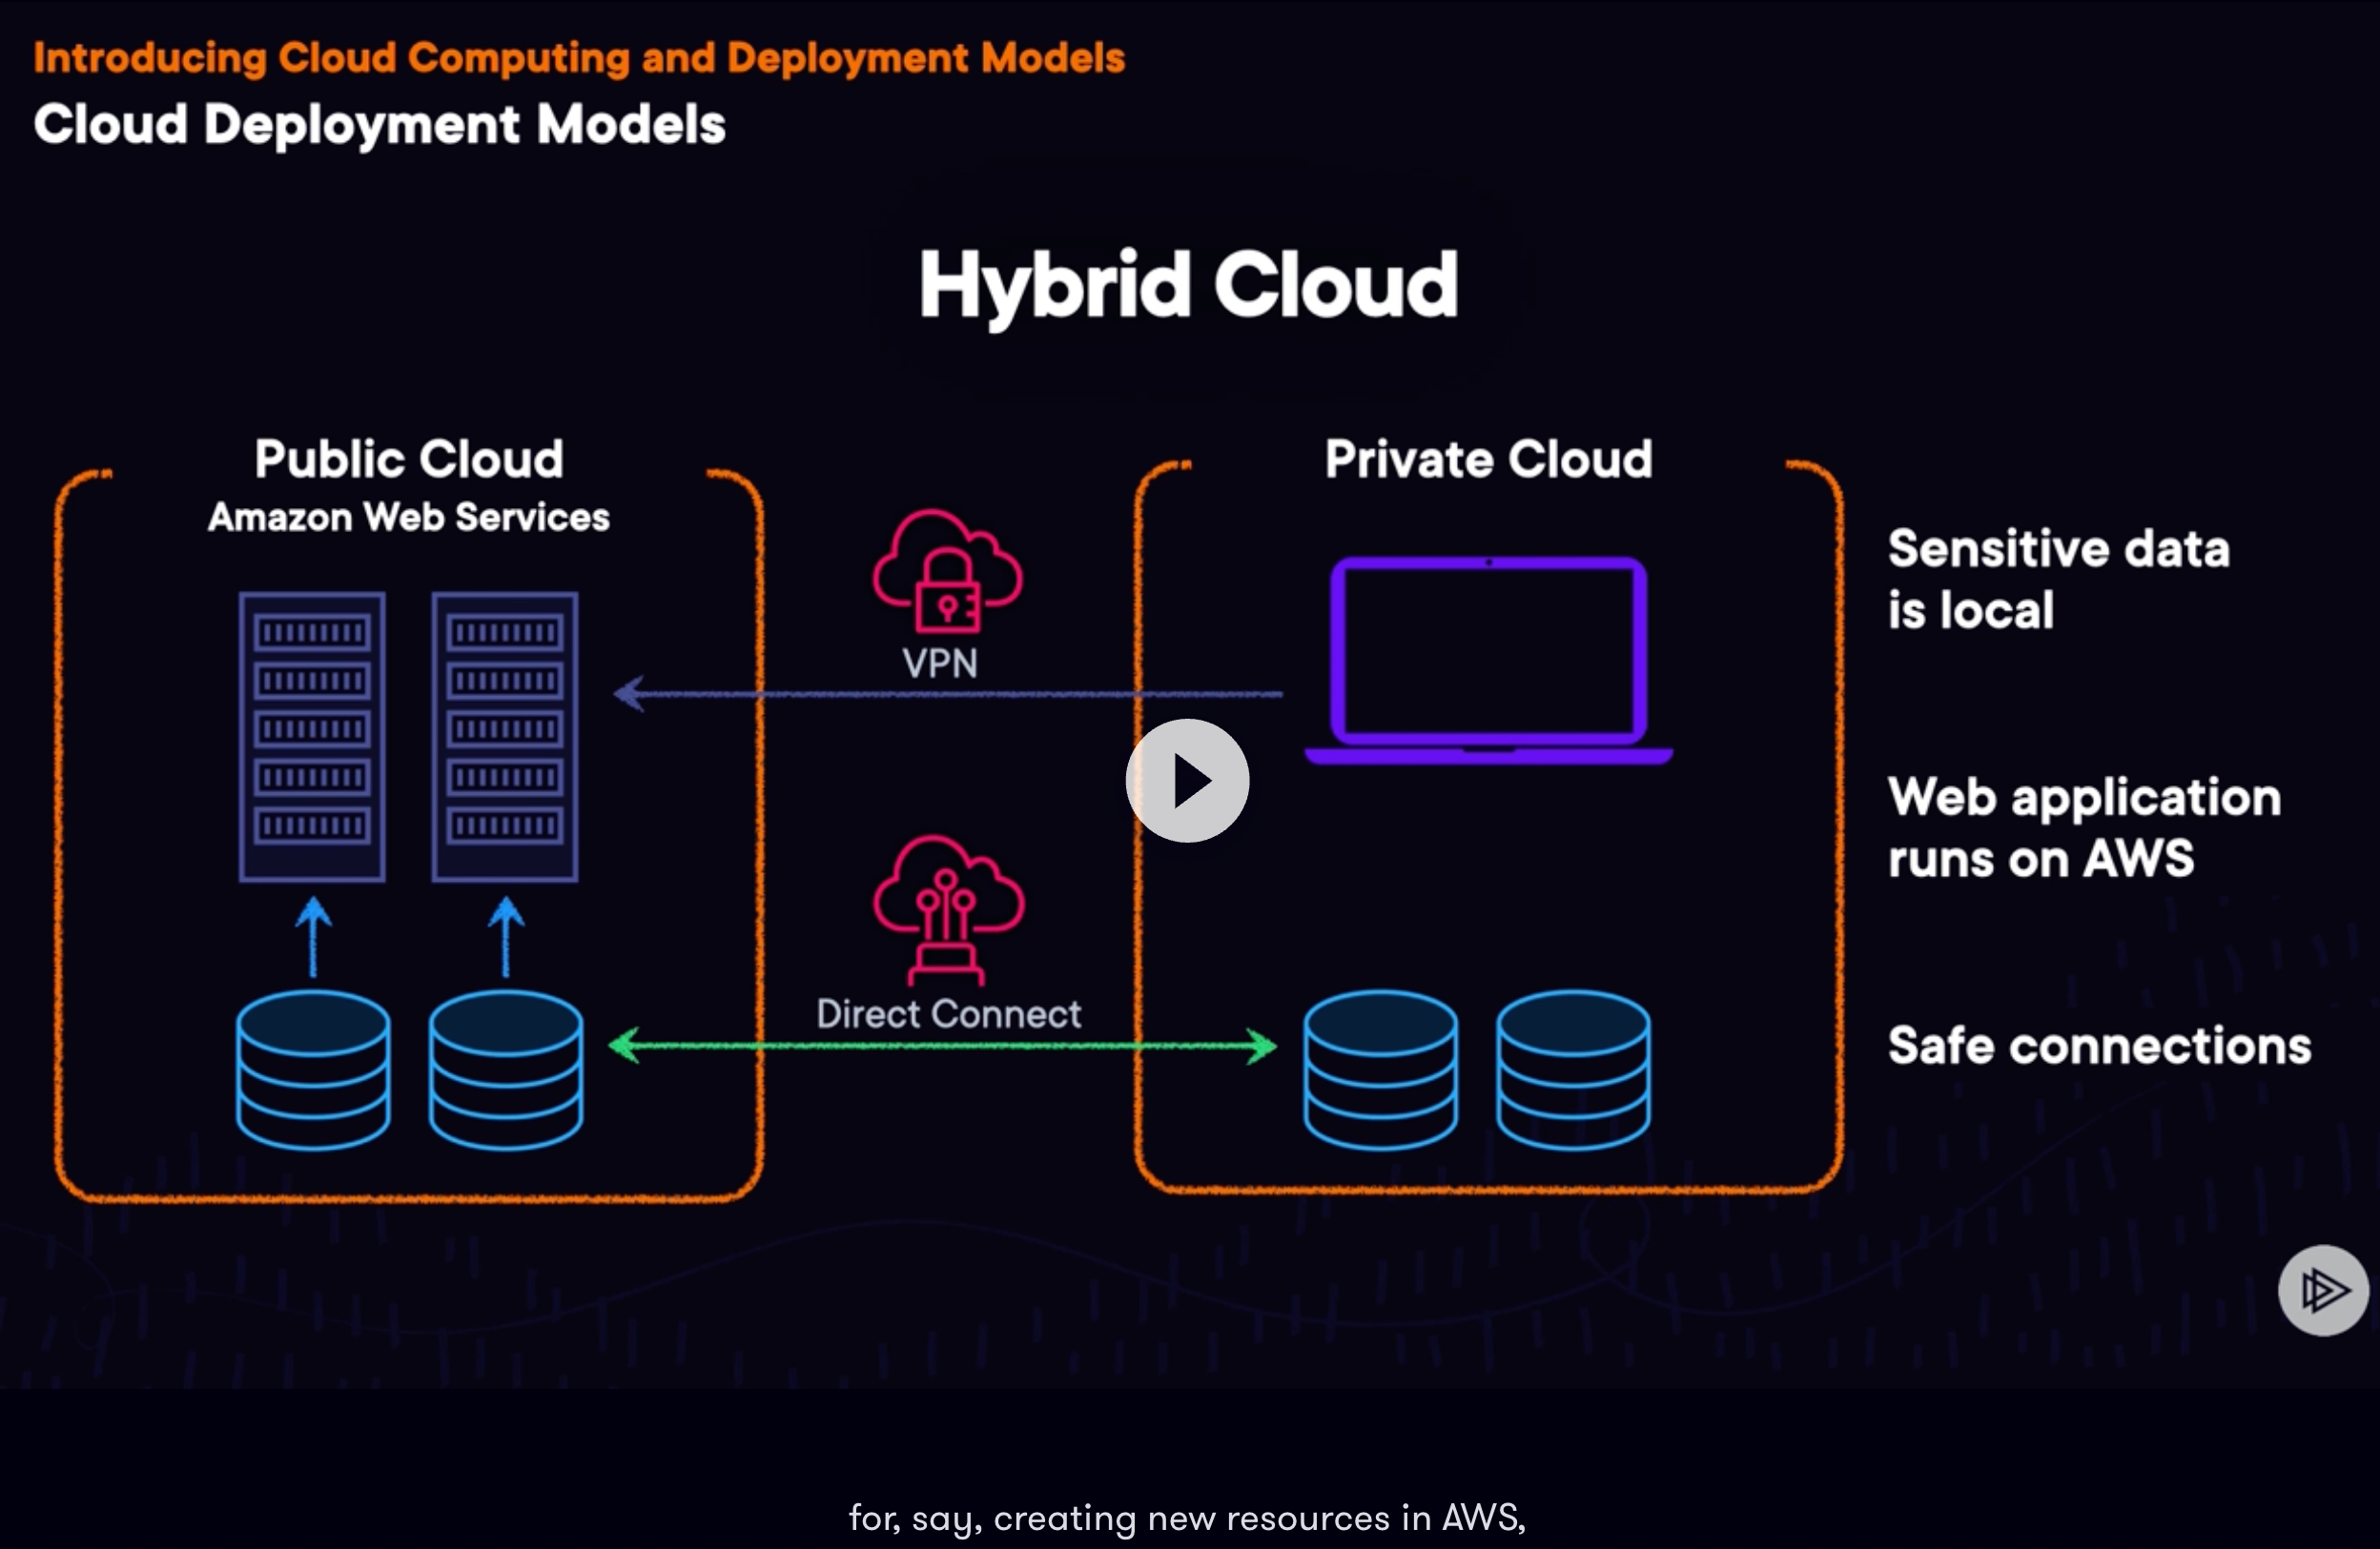 Introducing Cloud Computing and Deployment Models
Cloud Deployment Models
Hybrid Cloud
Public Cloud
Amazon Web Services
VPN
Direct Connect
Private Cloud
Sensitive data
is local
Web application
runs on AWS
Safe connections
for, say, creating new resources in AWS,